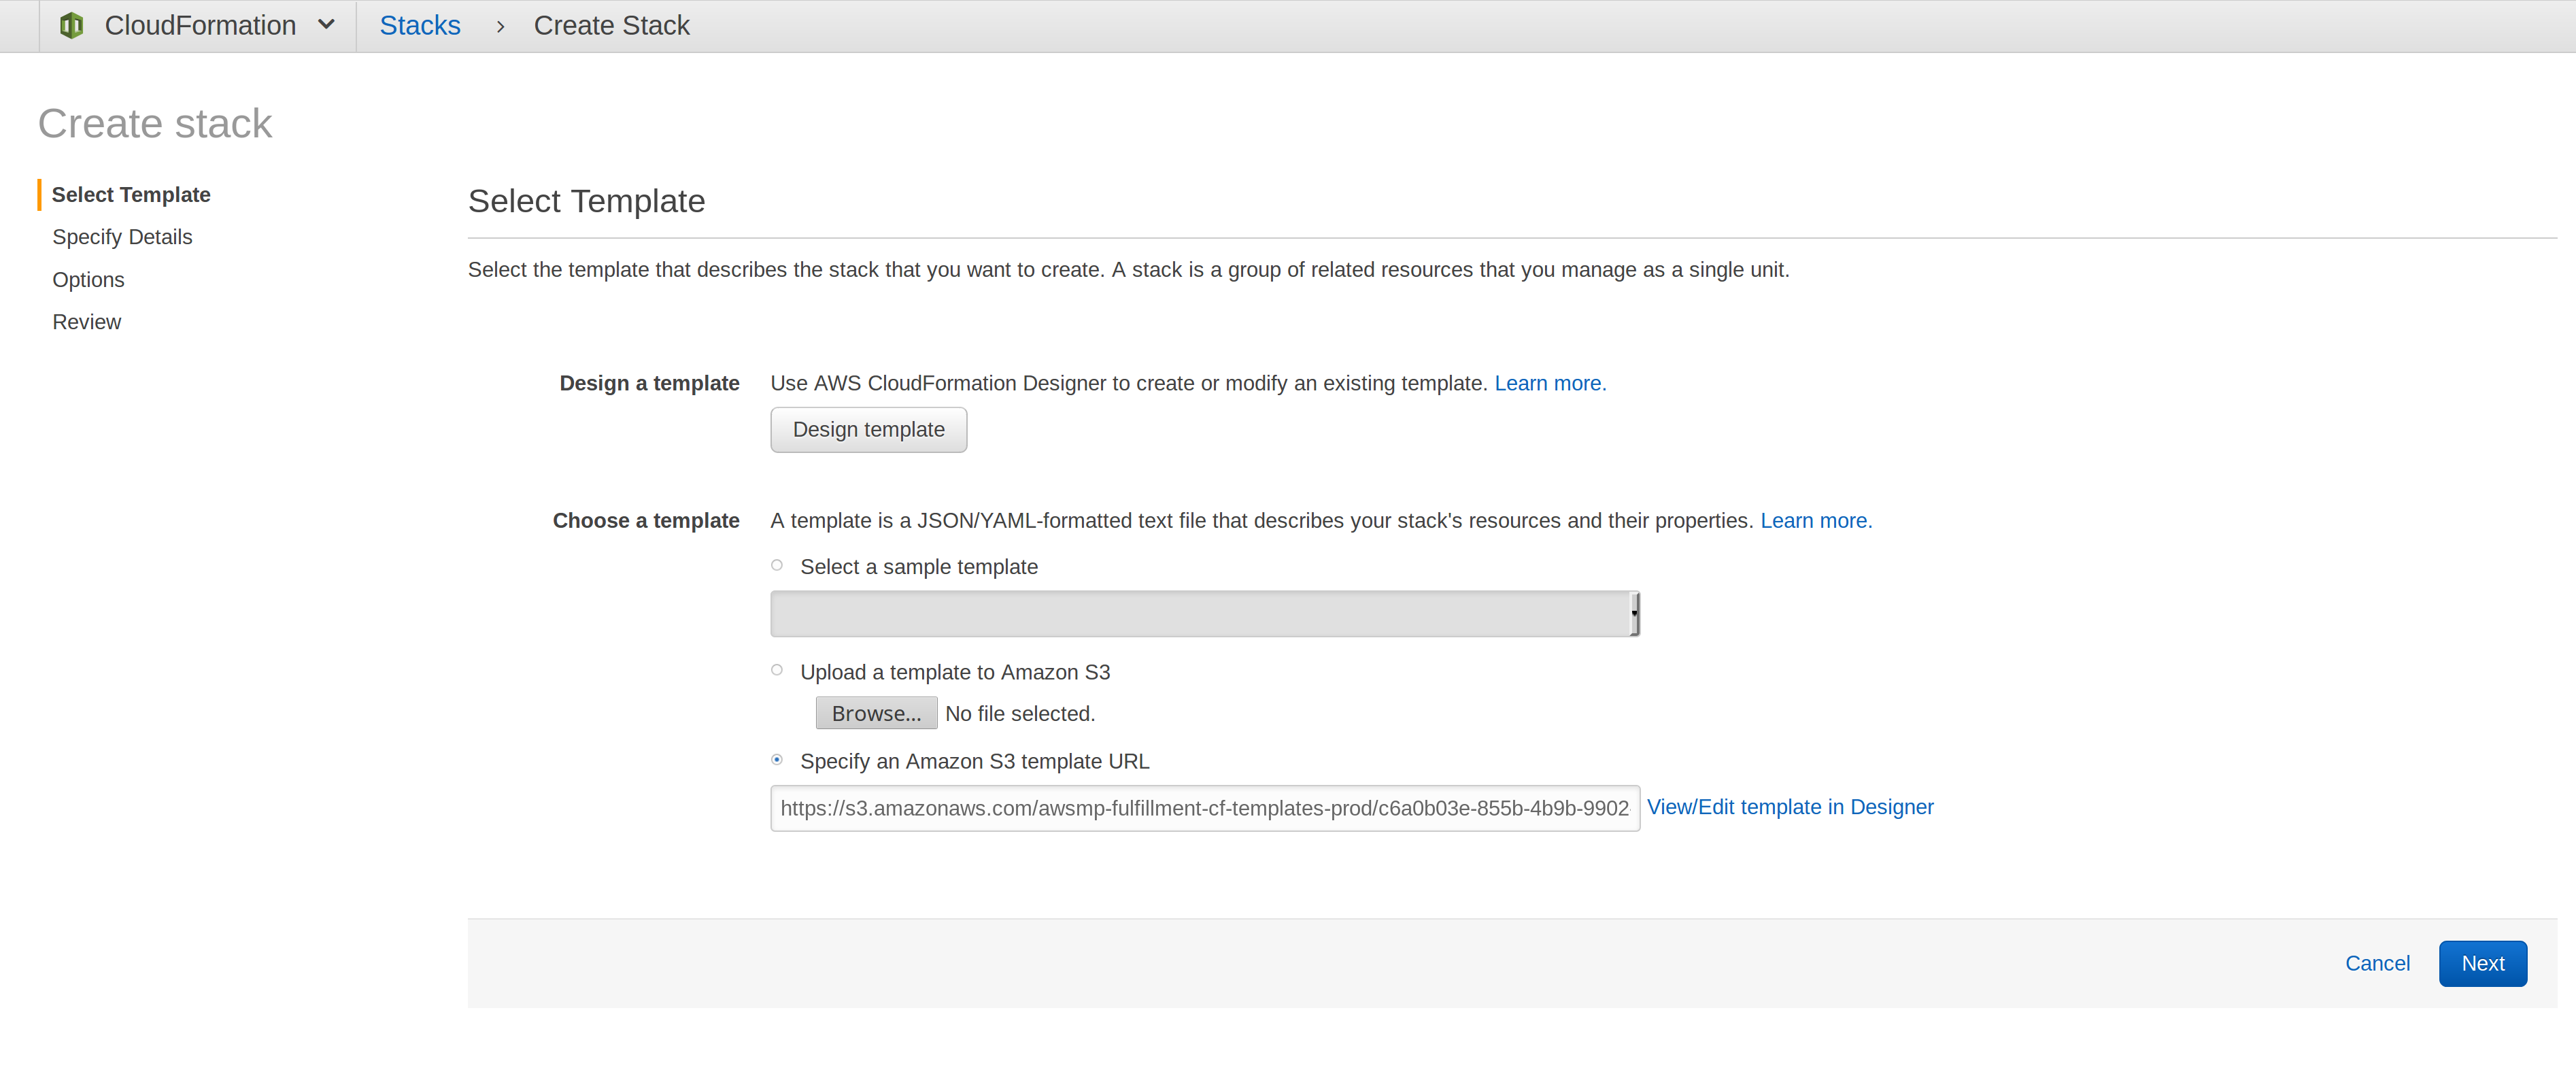 CloudFormation Stacks › Create Stack
Create stack
Select Template
Specify Details
Options
Review
Select Template
Select the template that describes the stack that you want to create. A stack is a group of related resources that you manage as a single unit.
Design a template Use AWS CloudFormation Designer to create or modify an existing template. Learn more.
Design template
Choose a template A template is a JSON/YAML-formatted text file that describes your stack's resources and their properties. Learn more.
Select a sample template
Upload a template to Amazon S3
Browse... No file selected.
Specify an Amazon S3 template URL
https://s3.amazonaws.com/awsmp-fulfillment-cf-templates-prod/c6a0b03e-855b-4b9b-9902 View/Edit template in Designer
Cancel Next